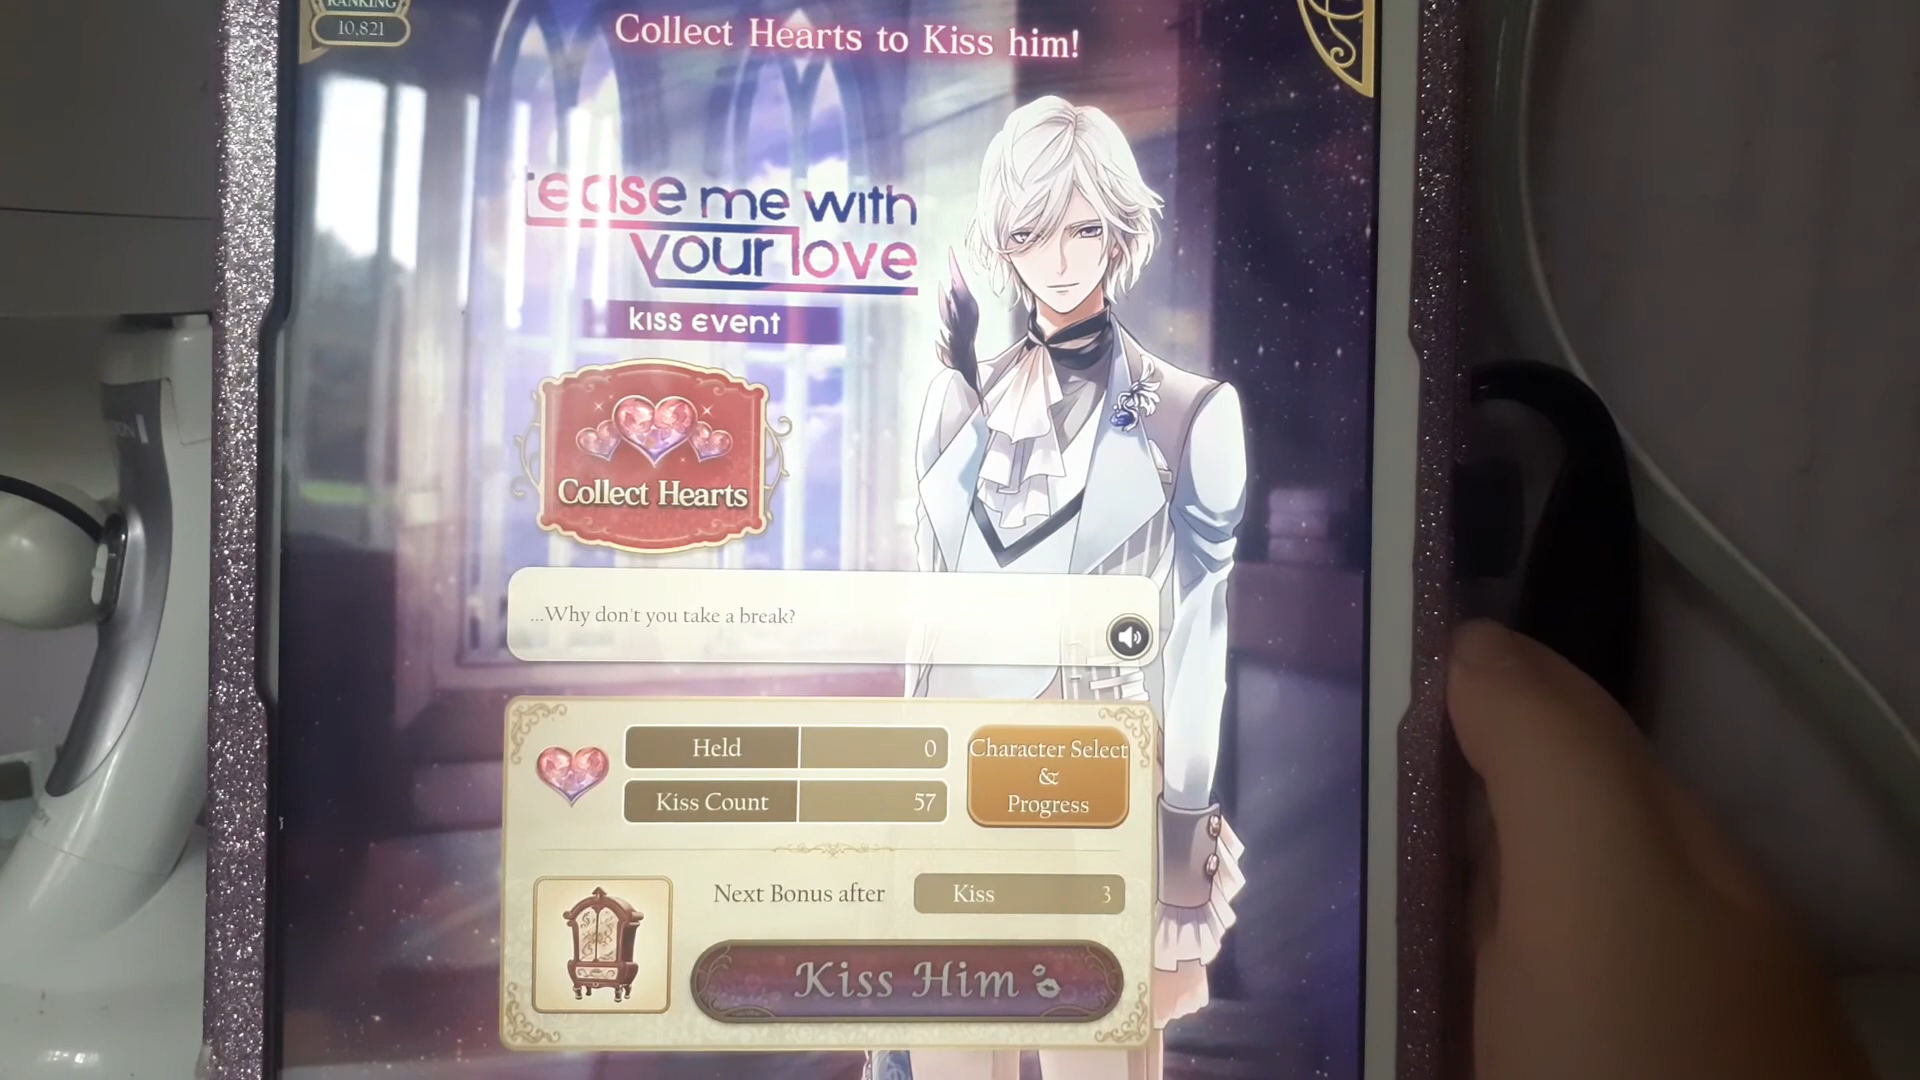 RANKING
10,821
Collect Hearts to Kiss him!
tease me with
your love
kiss event
Collect Hearts
...Why don't you take a break?
Held 0
Kiss Count 57
Character Select
&
Progress
Next Bonus after Kiss 3
Kiss Him